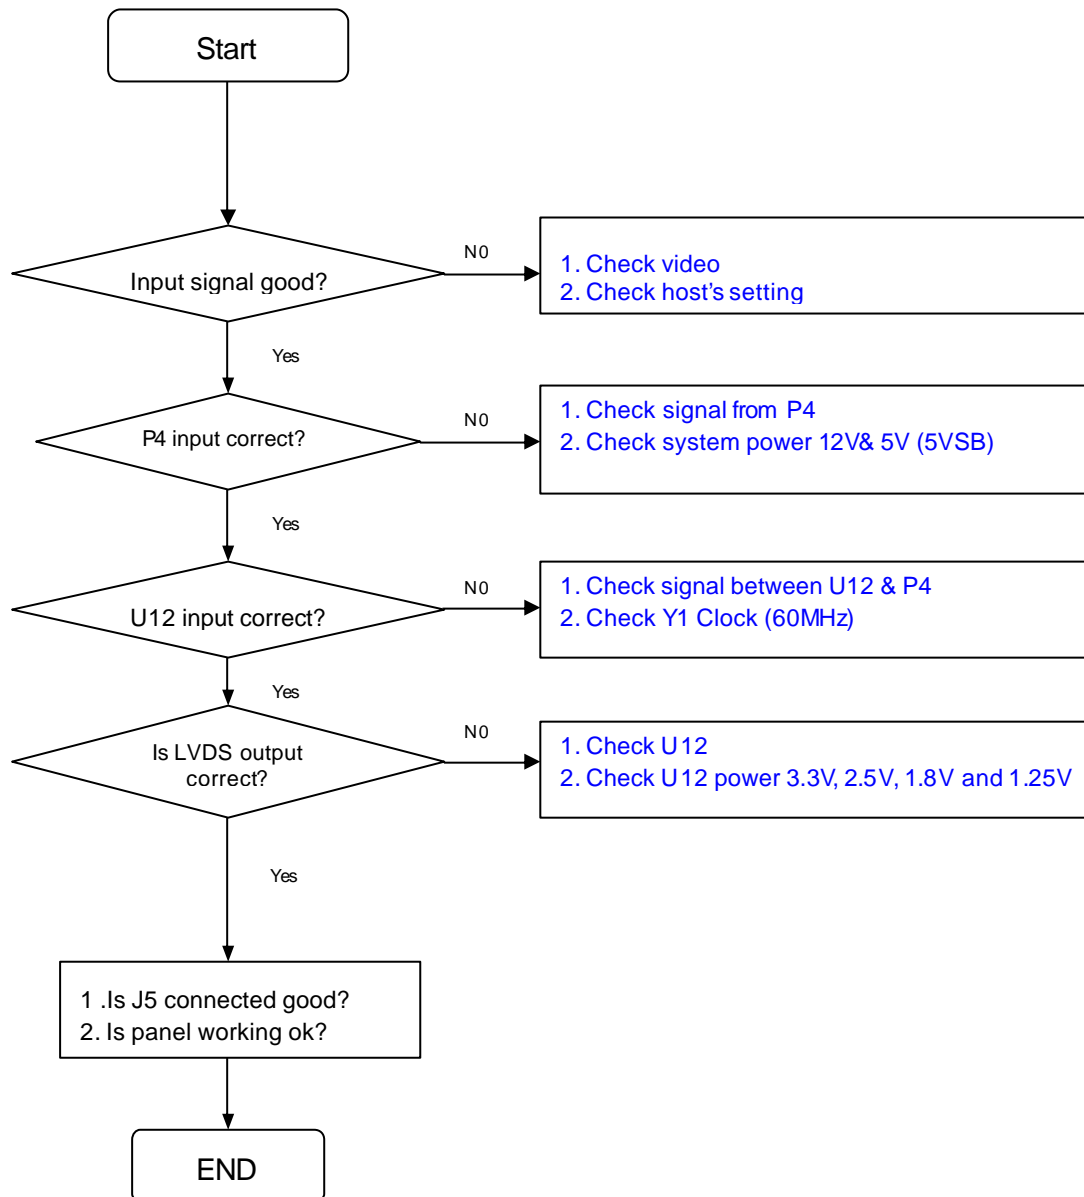 Start
Input signal good?
N0
1. Check video
2. Check host's setting
Yes
P4 input correct?
N0
1. Check signal from P4
2. Check system power 12V& 5V (5VSB)
Yes
U12 input correct?
N0
1. Check signal between U12 & P4
2. Check Y1 Clock (60MHz)
Yes
Is LVDS output
correct?
N0
1. Check U12
2. Check U12 power 3.3V, 2.5V, 1.8V and 1.25V
Yes
1 .Is J5 connected good?
2. Is panel working ok?
END